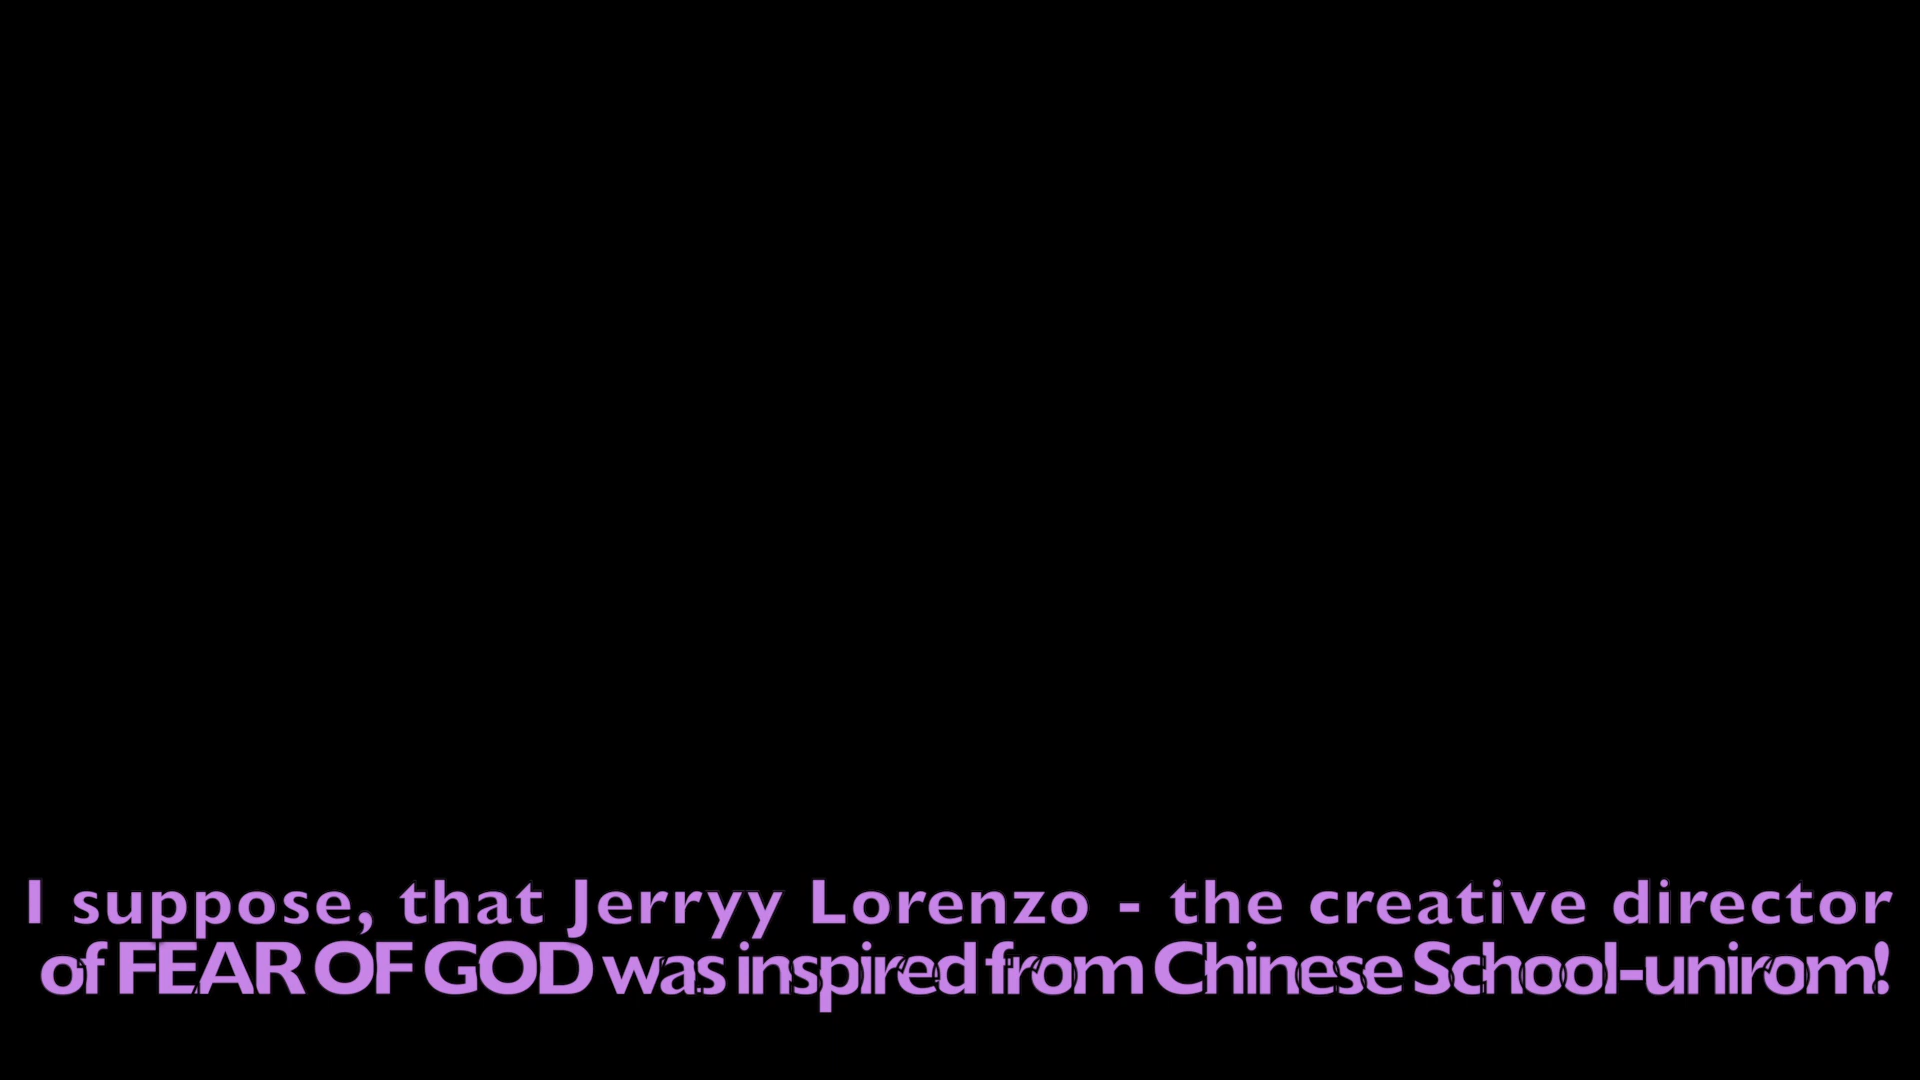 I suppose, that Jerryy Lorenzo - the creative director
of FEAR OF GOD was inspired from Chinese School-unirom!